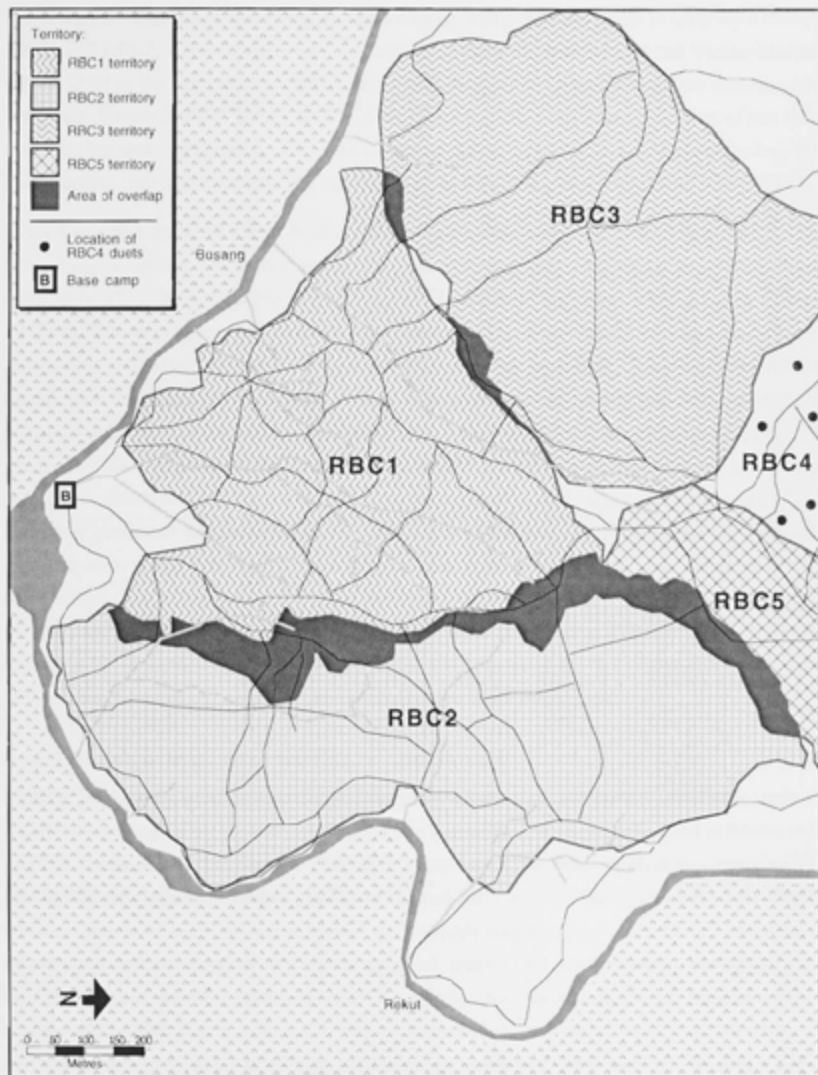 Territory:
RBC1 territory
RBC2 territory
RBC3 territory
RBC5 territory
Area of overlap
Location of
RBC4 duets
B Base camp
Busang
RBC3
RBC1
RBC4
B
RBC5
RBC2
N
Rekut
0 50 100 150 200
Metres